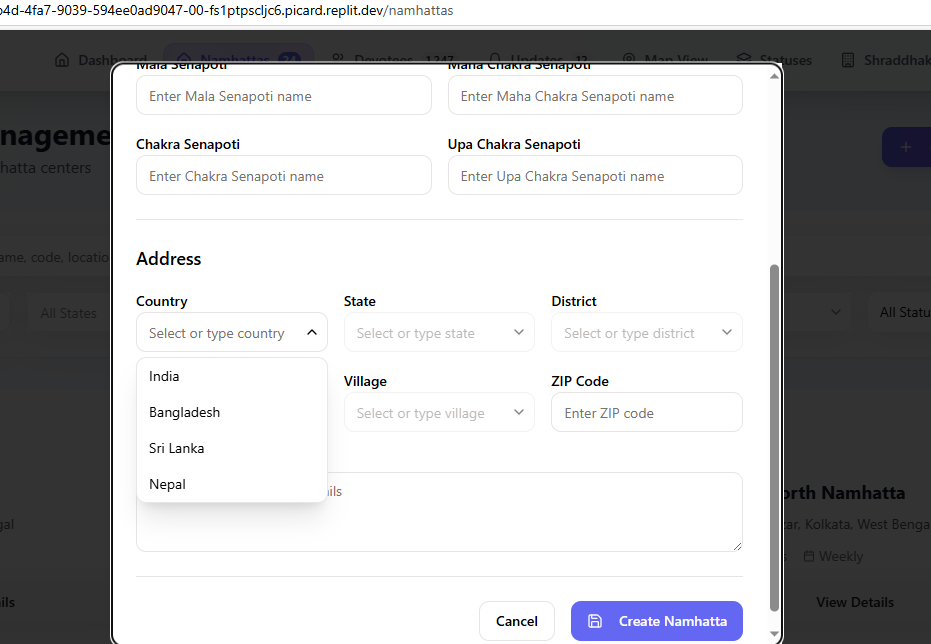 4d-4fa7-9039-594ee0ad9047-00-fs1ptpscljc6.picard.replit.dev/namhattas
Dashboard Namhattas 24 Devotees 1247 Updates 12 Map View Statuses Shraddhak
Mala Senapoti Maha Chakra Senapoti
Enter Mala Senapoti name Enter Maha Chakra Senapoti name
nageme
Chakra Senapoti Upa Chakra Senapoti
hatta centers
Enter Chakra Senapoti name Enter Upa Chakra Senapoti name
ame, code, locatio
Address
Country State District
All States All Statu
Select or type country Select or type state Select or type district
India
Village ZIP Code
Bangladesh
Select or type village Enter ZIP code
Sri Lanka
Nepal
ils
orth Namhatta
gal
ar, Kolkata, West Benga
Weekly
ils
View Details
Cancel Create Namhatta